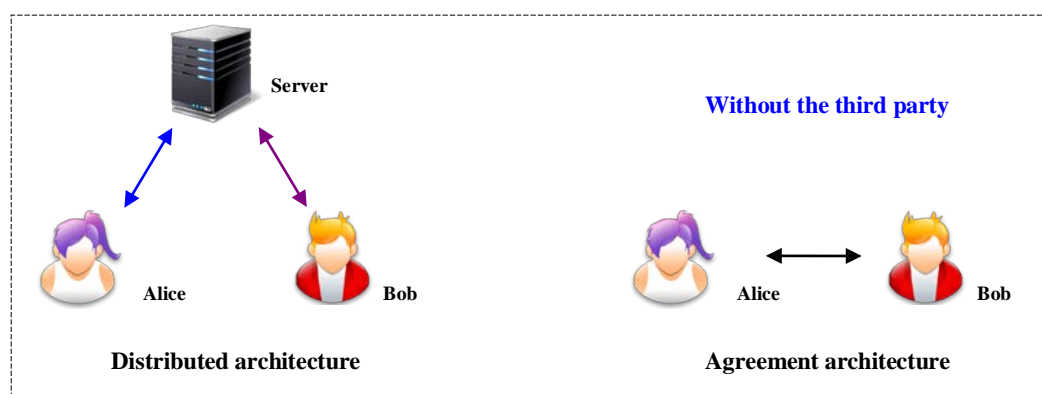 Server
Alice
Bob
Distributed architecture
Without the third party
Alice
Bob
Agreement architecture